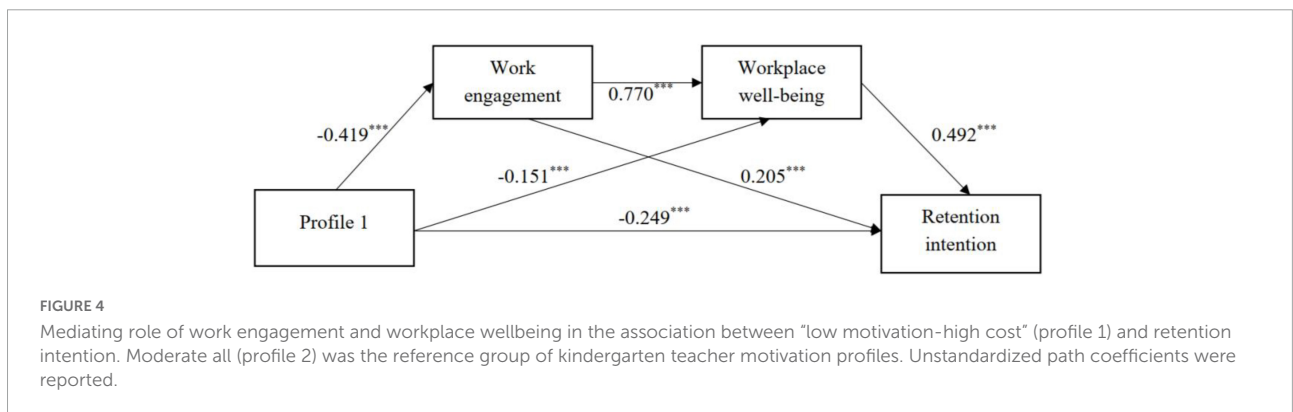 Work
engagement
Workplace
well-being
0.770***
-0.419***
0.492***
-0.151***
0.205***
Profile 1
-0.249***
Retention
intention
FIGURE 4
Mediating role of work engagement and workplace wellbeing in the association between "low motivation-high cost" (profile 1) and retention
intention. Moderate all (profile 2) was the reference group of kindergarten teacher motivation profiles. Unstandardized path coefficients were
reported.